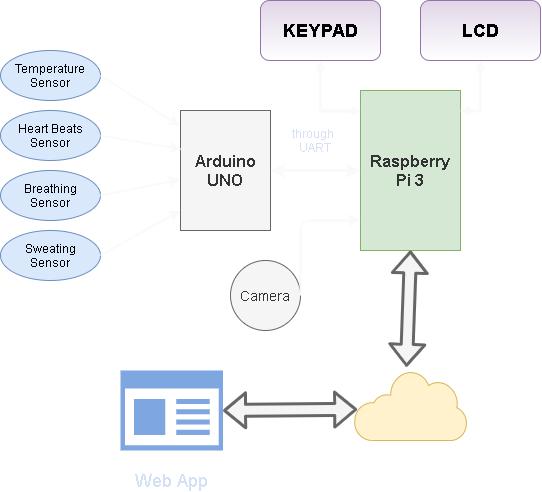 KEYPAD
LCD
Temperature
Sensor
Heart Beats
Sensor
Breathing
Sensor
Sweating
Sensor
Arduino
UNO
through
UART
Raspberry
Pi 3
Camera
Web App